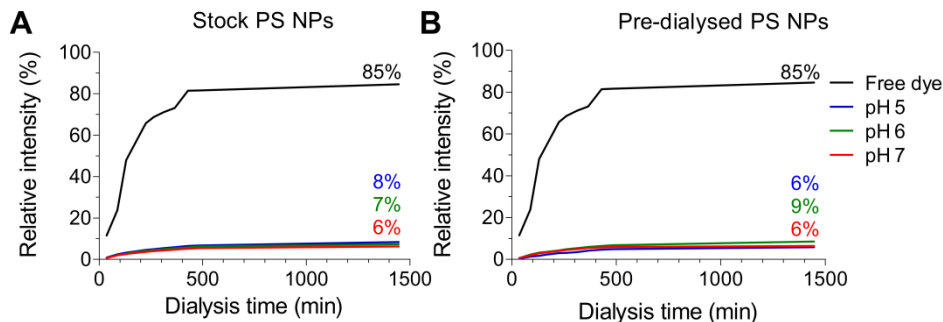 A
Stock PS NPs
Relative intensity (%)
100
80
60
40
20
0
85%
8%
7%
6%
0
500
1000
1500
Dialysis time (min)
B
Pre-dialysed PS NPs
Relative intensity (%)
100
80
60
40
20
0
85%
6%
9%
6%
0
500
1000
1500
Dialysis time (min)
Free dye
pH 5
pH 6
pH 7